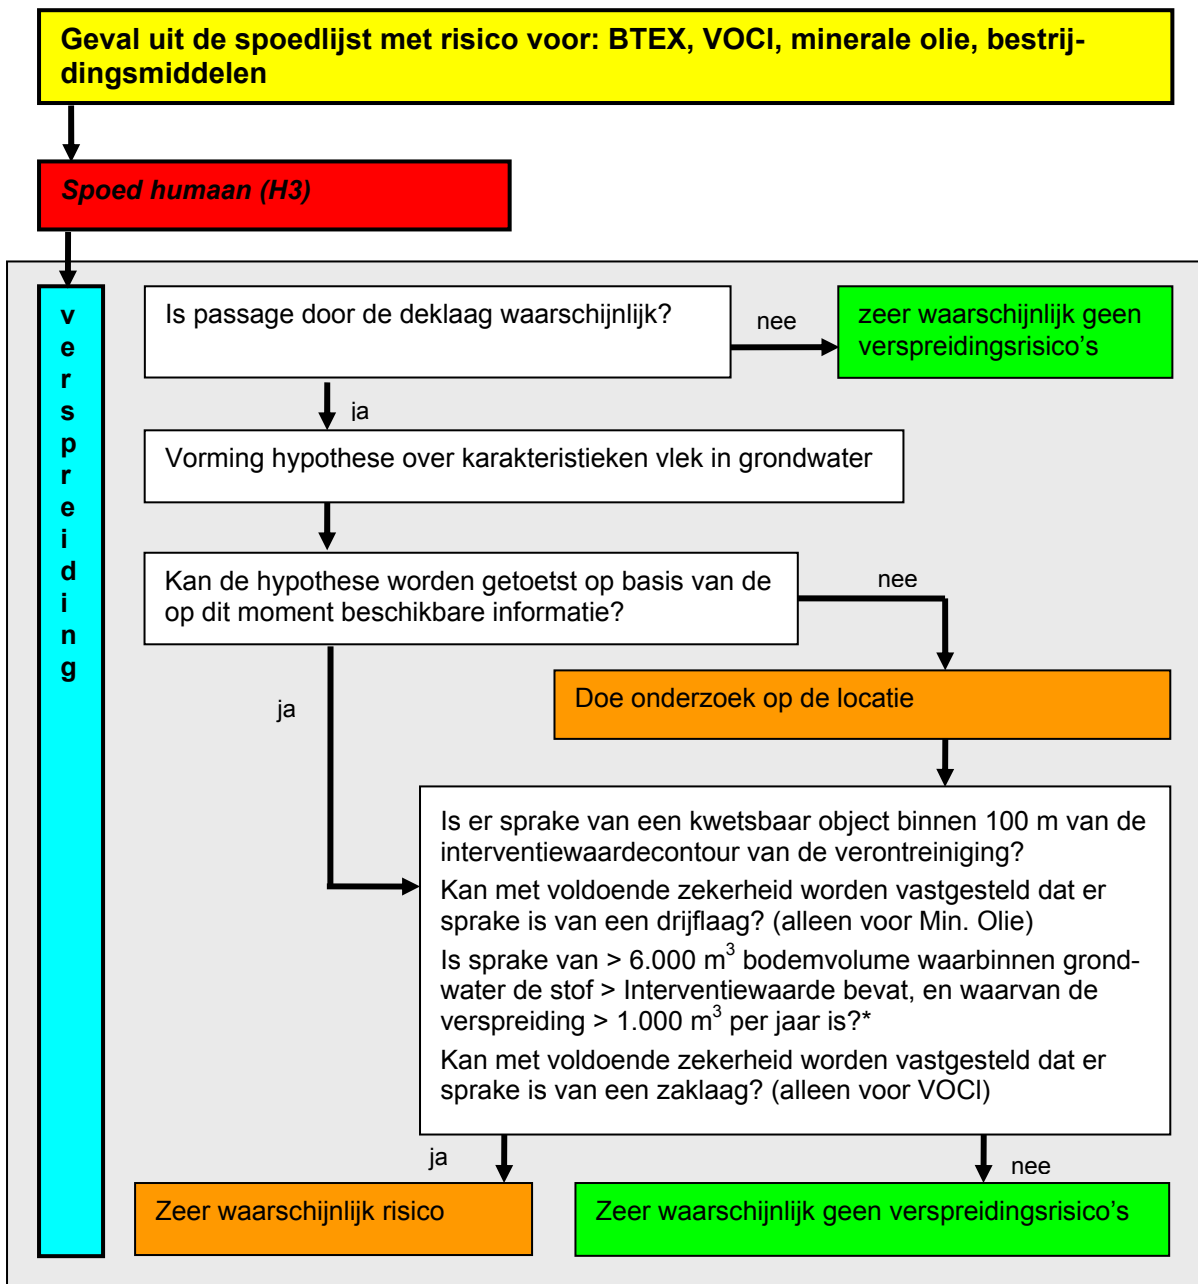 Geval uit de spoedlijst met risico voor: BTEX, VOCl, minerale olie, bestrij-
dingsmiddelen
Spoed humaan (H3)
verspreiding
Is passage door de deklaag waarschijnlijk?
nee
zeer waarschijnlijk geen
verspreidingsrisico's
ja
Vorming hypothese over karakteristieken vlek in grondwater
Kan de hypothese worden getoetst op basis van de
op dit moment beschikbare informatie?
nee
Doe onderzoek op de locatie
ja
Is er sprake van een kwetsbaar object binnen 100 m van de
interventiewaardecontour van de verontreiniging?
Kan met voldoende zekerheid worden vastgesteld dat er
sprake is van een drijflaag? (alleen voor Min. Olie)
Is sprake van > 6.000 m³ bodemvolume waarbinnen grond-
water de stof > Interventiewaarde bevat, en waarvan de
verspreiding > 1.000 m³ per jaar is?*
Kan met voldoende zekerheid worden vastgesteld dat er
sprake is van een zaklaag? (alleen voor VOCl)
ja
nee
Zeer waarschijnlijk risico
Zeer waarschijnlijk geen verspreidingsrisico's